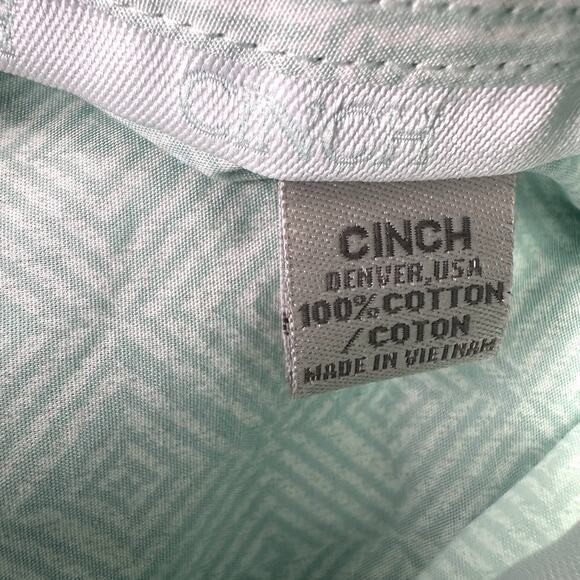 CINCH
CINCH
DENVER, USA
100% COTTON
/ COTON
MADE IN VIETNAM